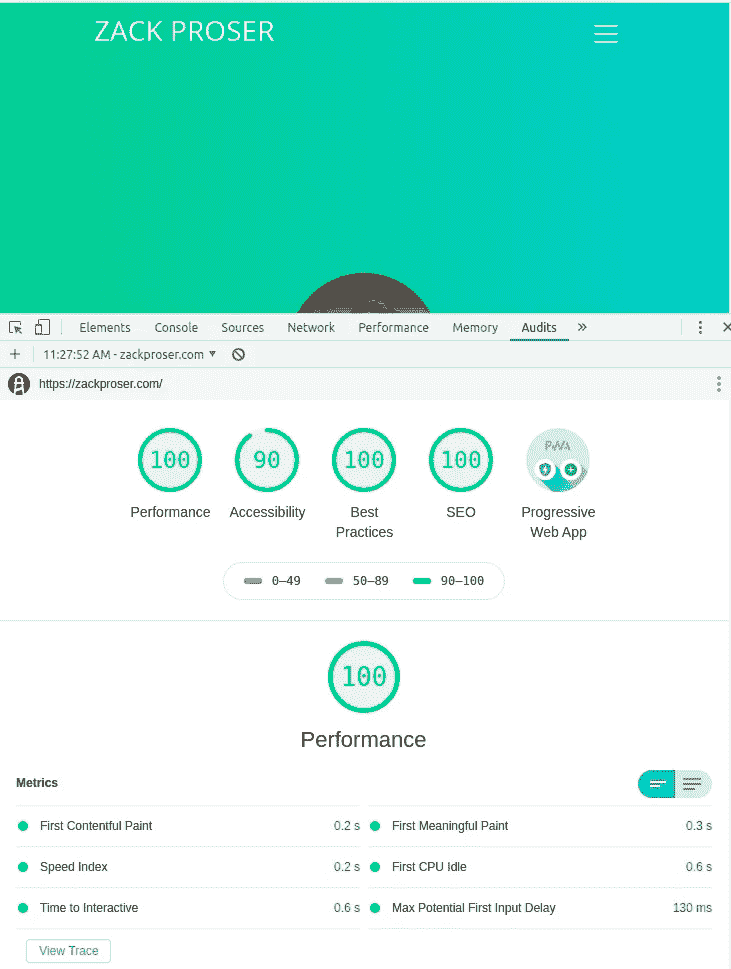 ZACK PROSER
Elements Console Sources Network Performance Memory Audits »
11:27:52 AM - zackproser.com
https://zackproser.com/
100 90 100 100 PWA
Performance Accessibility Best Practices SEO Progressive Web App
0–49 50–89 90–100
100
Performance
Metrics
First Contentful Paint 0.2 s First Meaningful Paint 0.3 s
Speed Index 0.2 s First CPU Idle 0.6 s
Time to Interactive 0.6 s Max Potential First Input Delay 130 ms
View Trace